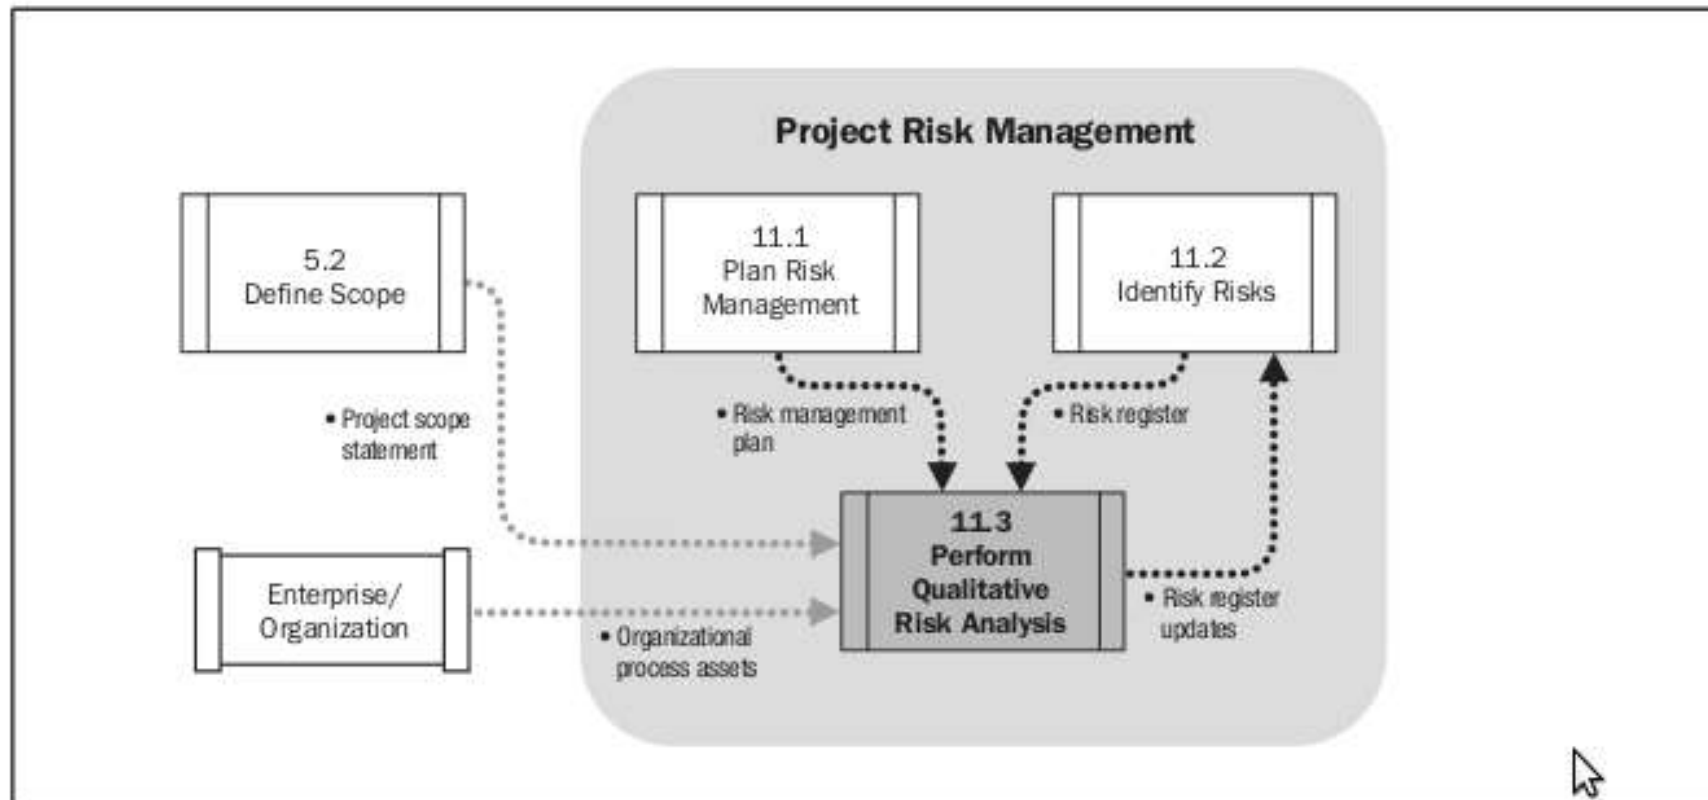 Project Risk Management
5.2
Define Scope
11.1
Plan Risk
Management
11.2
Identify Risks
• Project scope
statement
• Risk management
plan
• Risk register
11.3
Perform
Qualitative
Risk Analysis
Enterprise/
Organization
• Organizational
process assets
• Risk register
updates